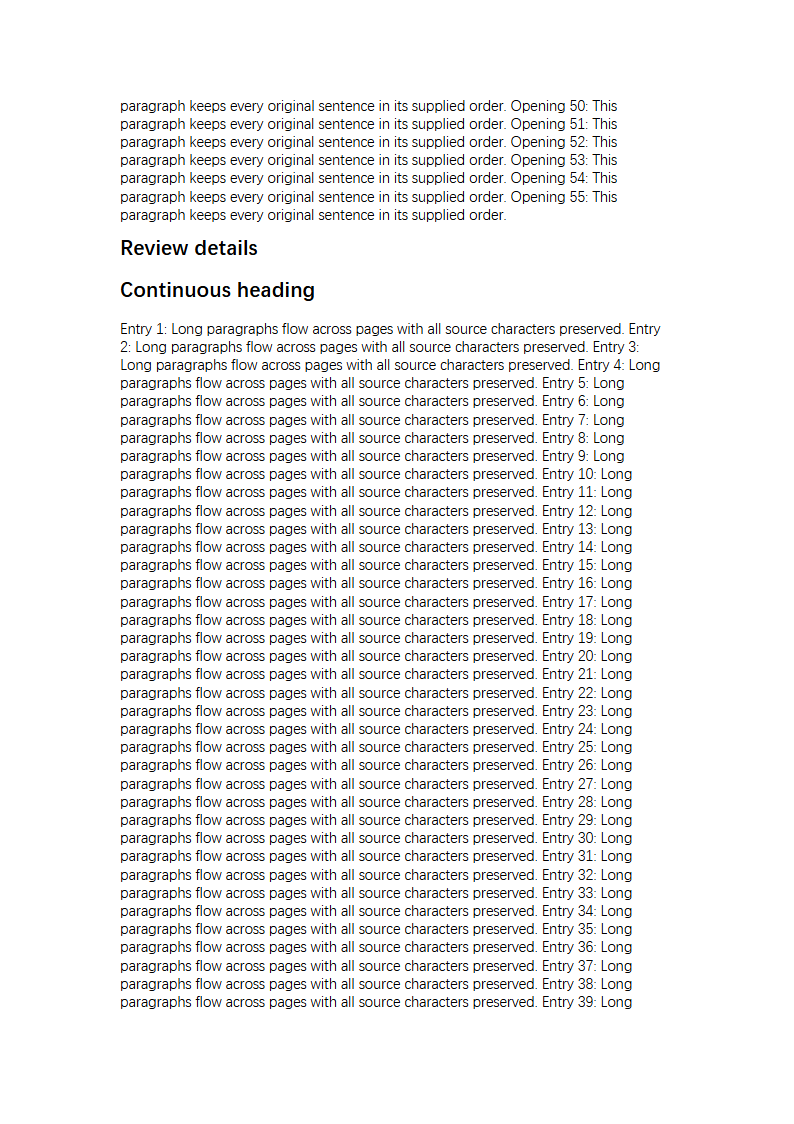 paragraph keeps every original sentence in its supplied order. Opening 50: This
paragraph keeps every original sentence in its supplied order. Opening 51: This
paragraph keeps every original sentence in its supplied order. Opening 52: This
paragraph keeps every original sentence in its supplied order. Opening 53: This
paragraph keeps every original sentence in its supplied order. Opening 54: This
paragraph keeps every original sentence in its supplied order. Opening 55: This
paragraph keeps every original sentence in its supplied order.
Review details
Continuous heading
Entry 1: Long paragraphs flow across pages with all source characters preserved. Entry
2: Long paragraphs flow across pages with all source characters preserved. Entry 3:
Long paragraphs flow across pages with all source characters preserved. Entry 4: Long
paragraphs flow across pages with all source characters preserved. Entry 5: Long
paragraphs flow across pages with all source characters preserved. Entry 6: Long
paragraphs flow across pages with all source characters preserved. Entry 7: Long
paragraphs flow across pages with all source characters preserved. Entry 8: Long
paragraphs flow across pages with all source characters preserved. Entry 9: Long
paragraphs flow across pages with all source characters preserved. Entry 10: Long
paragraphs flow across pages with all source characters preserved. Entry 11: Long
paragraphs flow across pages with all source characters preserved. Entry 12: Long
paragraphs flow across pages with all source characters preserved. Entry 13: Long
paragraphs flow across pages with all source characters preserved. Entry 14: Long
paragraphs flow across pages with all source characters preserved. Entry 15: Long
paragraphs flow across pages with all source characters preserved. Entry 16: Long
paragraphs flow across pages with all source characters preserved. Entry 17: Long
paragraphs flow across pages with all source characters preserved. Entry 18: Long
paragraphs flow across pages with all source characters preserved. Entry 19: Long
paragraphs flow across pages with all source characters preserved. Entry 20: Long
paragraphs flow across pages with all source characters preserved. Entry 21: Long
paragraphs flow across pages with all source characters preserved. Entry 22: Long
paragraphs flow across pages with all source characters preserved. Entry 23: Long
paragraphs flow across pages with all source characters preserved. Entry 24: Long
paragraphs flow across pages with all source characters preserved. Entry 25: Long
paragraphs flow across pages with all source characters preserved. Entry 26: Long
paragraphs flow across pages with all source characters preserved. Entry 27: Long
paragraphs flow across pages with all source characters preserved. Entry 28: Long
paragraphs flow across pages with all source characters preserved. Entry 29: Long
paragraphs flow across pages with all source characters preserved. Entry 30: Long
paragraphs flow across pages with all source characters preserved. Entry 31: Long
paragraphs flow across pages with all source characters preserved. Entry 32: Long
paragraphs flow across pages with all source characters preserved. Entry 33: Long
paragraphs flow across pages with all source characters preserved. Entry 34: Long
paragraphs flow across pages with all source characters preserved. Entry 35: Long
paragraphs flow across pages with all source characters preserved. Entry 36: Long
paragraphs flow across pages with all source characters preserved. Entry 37: Long
paragraphs flow across pages with all source characters preserved. Entry 38: Long
paragraphs flow across pages with all source characters preserved. Entry 39: Long